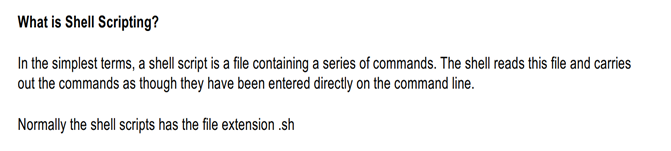 What is Shell Scripting?
In the simplest terms, a shell script is a file containing a series of commands. The shell reads this file and carries
out the commands as though they have been entered directly on the command line.
Normally the shell scripts has the file extension .sh